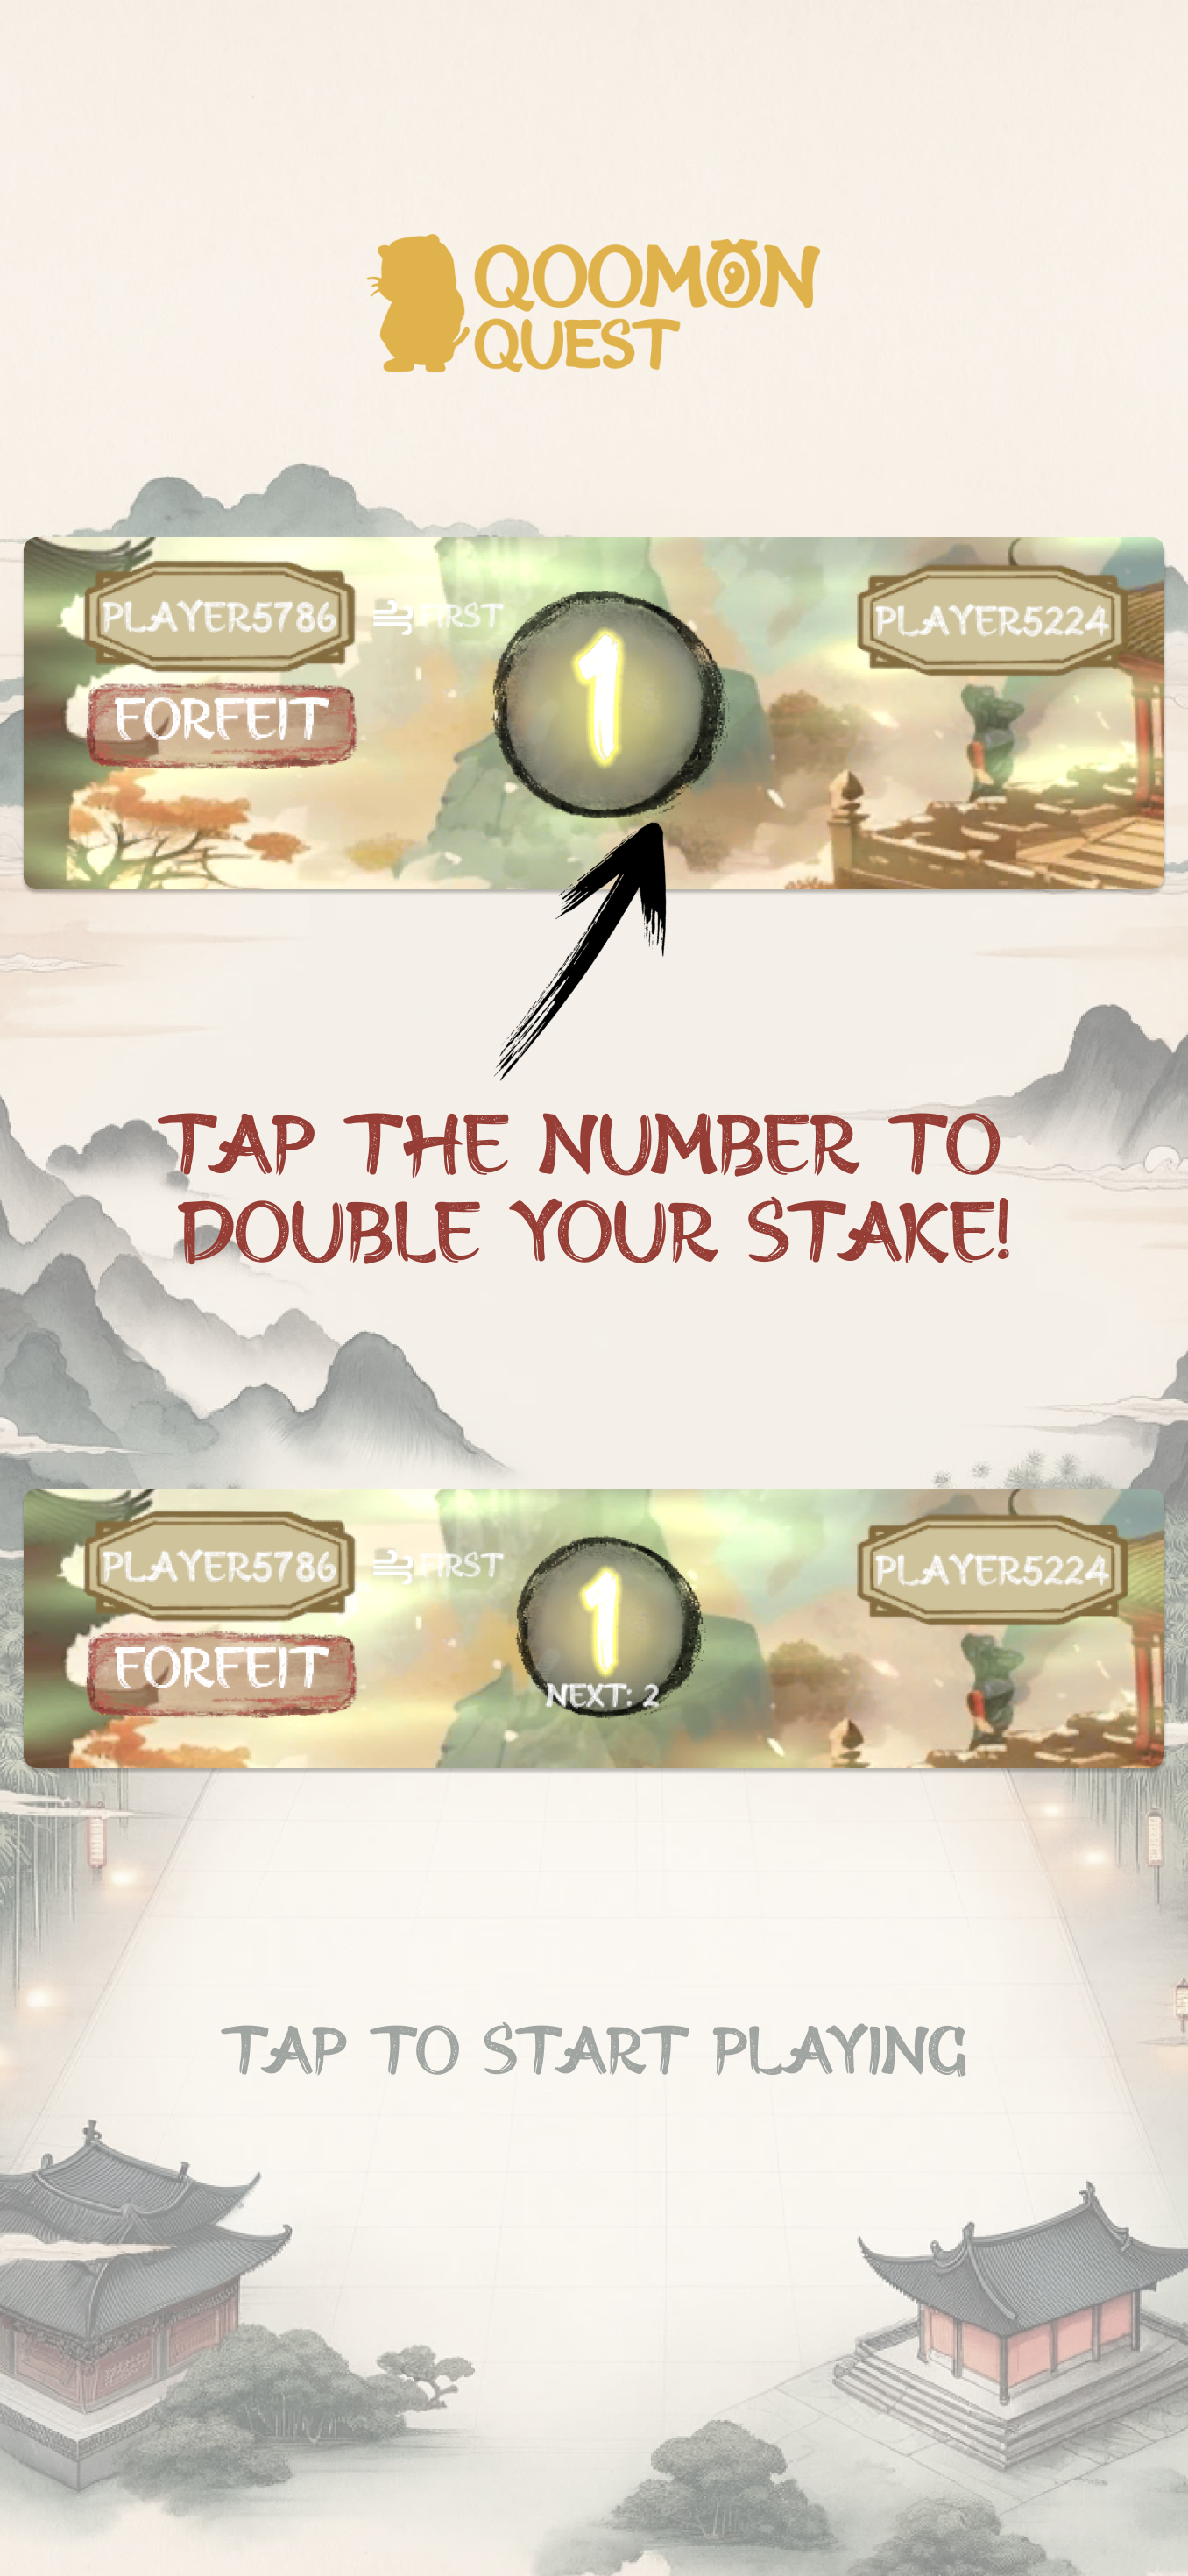 QOOMON
QUEST
PLAYER5786
FIRST
1
PLAYER5224
FORFEIT
TAP THE NUMBER TO
DOUBLE YOUR STAKE!
PLAYER5786
FIRST
1
PLAYER5224
FORFEIT
NEXT: 2
TAP TO START PLAYING